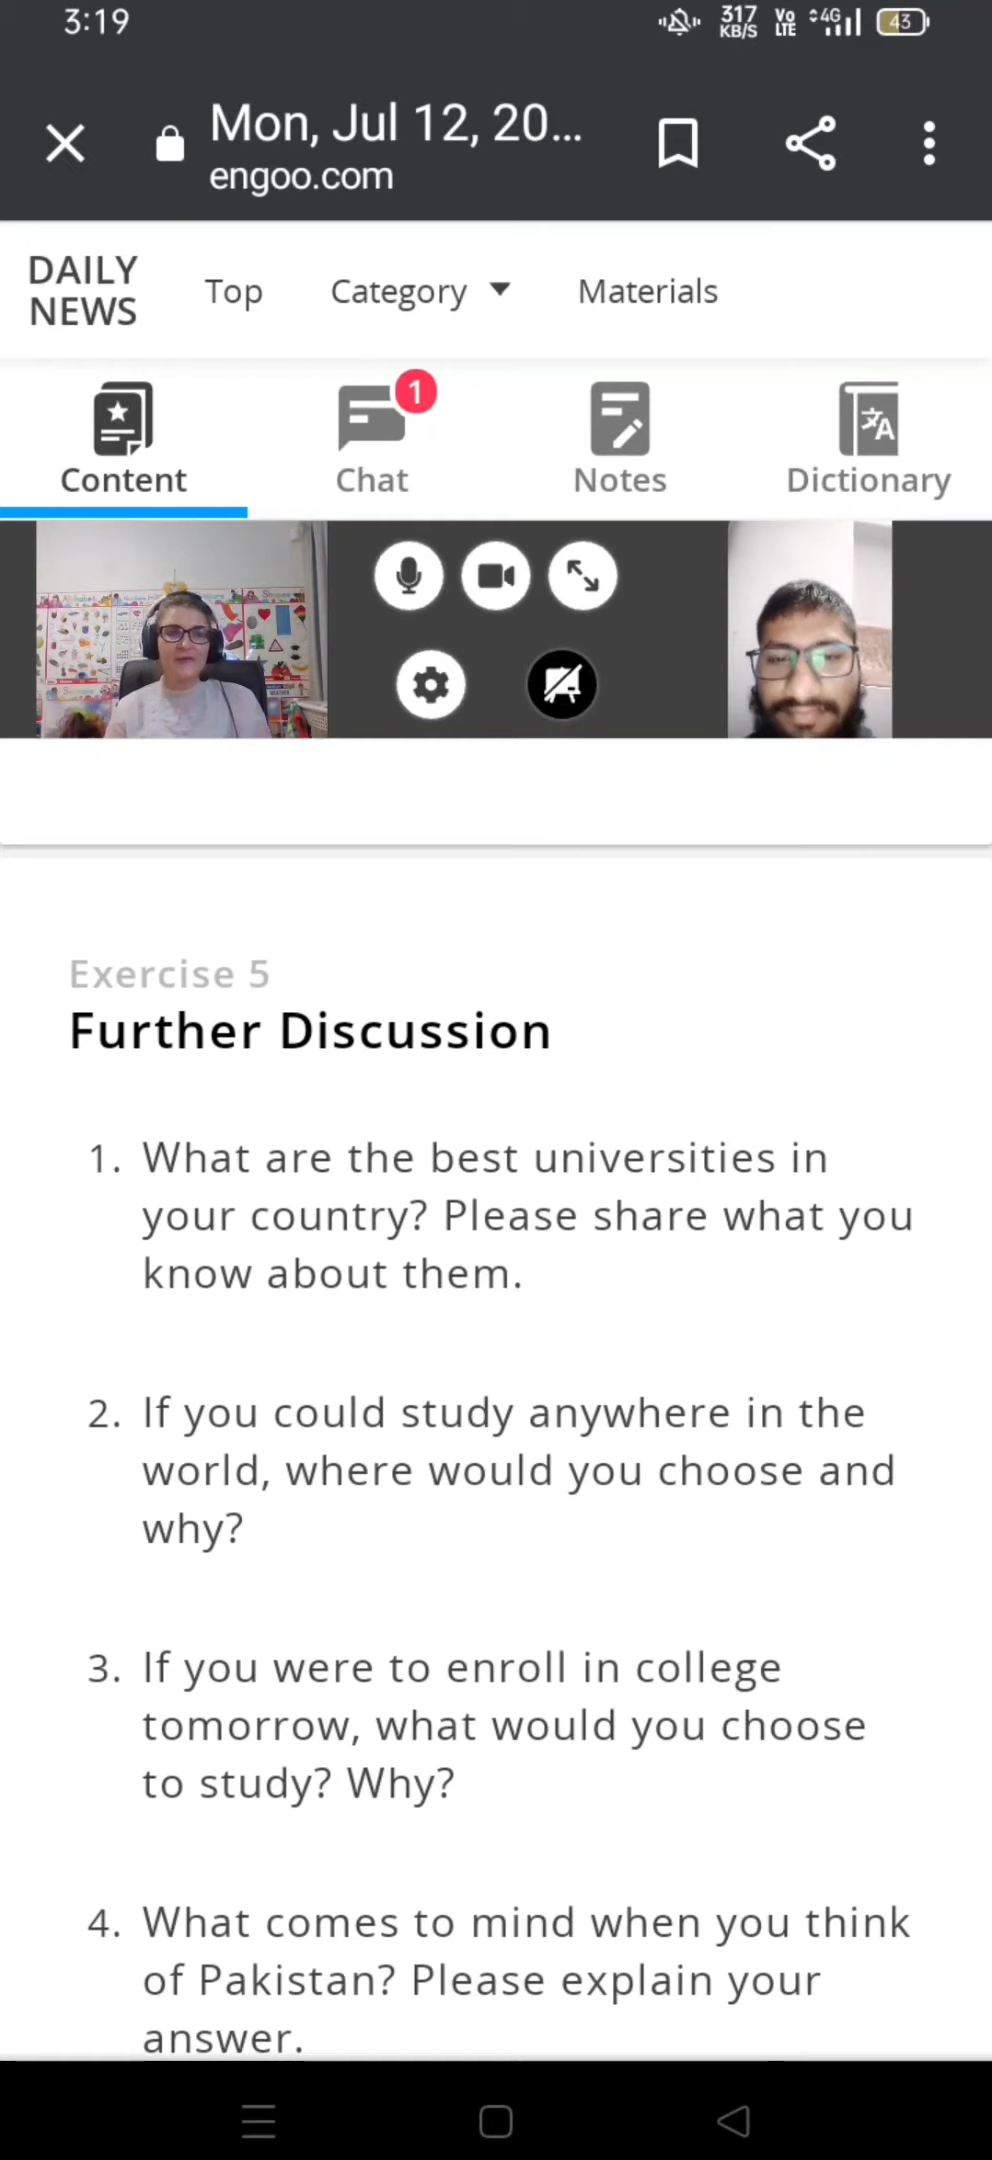 3:19
317 KB/S Vo LTE 4G 43
Mon, Jul 12, 20...
engoo.com
DAILY NEWS
Top Category Materials
1
Content Chat Notes Dictionary
Exercise 5
Further Discussion
1. What are the best universities in
your country? Please share what you
know about them.
2. If you could study anywhere in the
world, where would you choose and
why?
3. If you were to enroll in college
tomorrow, what would you choose
to study? Why?
4. What comes to mind when you think
of Pakistan? Please explain your
answer.